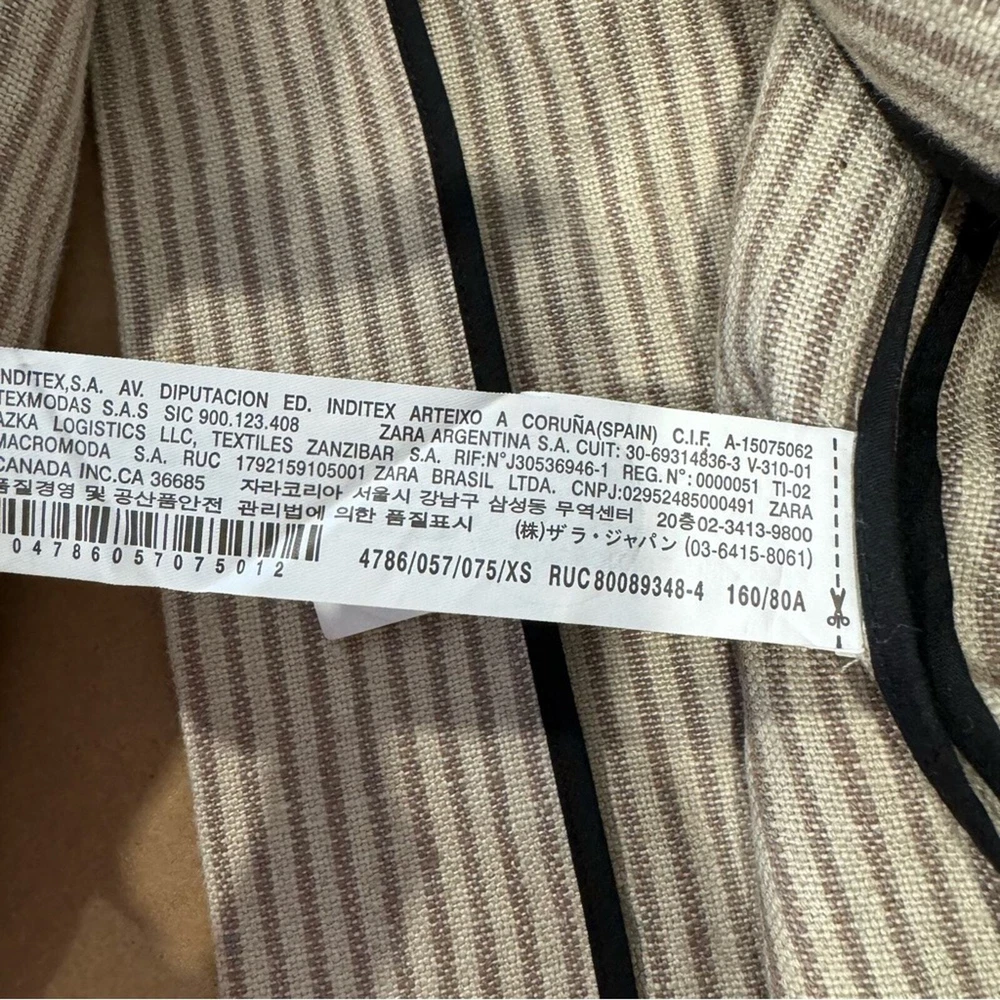 INDITEX,S.A. AV. DIPUTACION ED. INDITEX ARTEIXO A CORUÑA(SPAIN) C.I.F. A-15075062
TEXMODAS S.A.S SIC 900.123.408 ZARA ARGENTINA S.A. CUIT: 30-69314836-3 V-310-01
AZKA LOGISTICS LLC, TEXTILES ZANZIBAR S.A. RIF:N°J30536946-1 REG.N°:0000051 TI-02
MACROMODA S.A. RUC 1792159105001 ZARA BRASIL LTDA. CNPJ:02952485000491 ZARA
CANADA INC.CA 36685 자라코리아 서울시 강남구 삼성동 무역센터 20층02-3413-9800
품질경영 및 공산품안전 관리법에 의한 품질표시 (株)ザラ・ジャパン (03-6415-8061)
04786057075012 4786/057/075/XS RUC80089348-4 160/80A